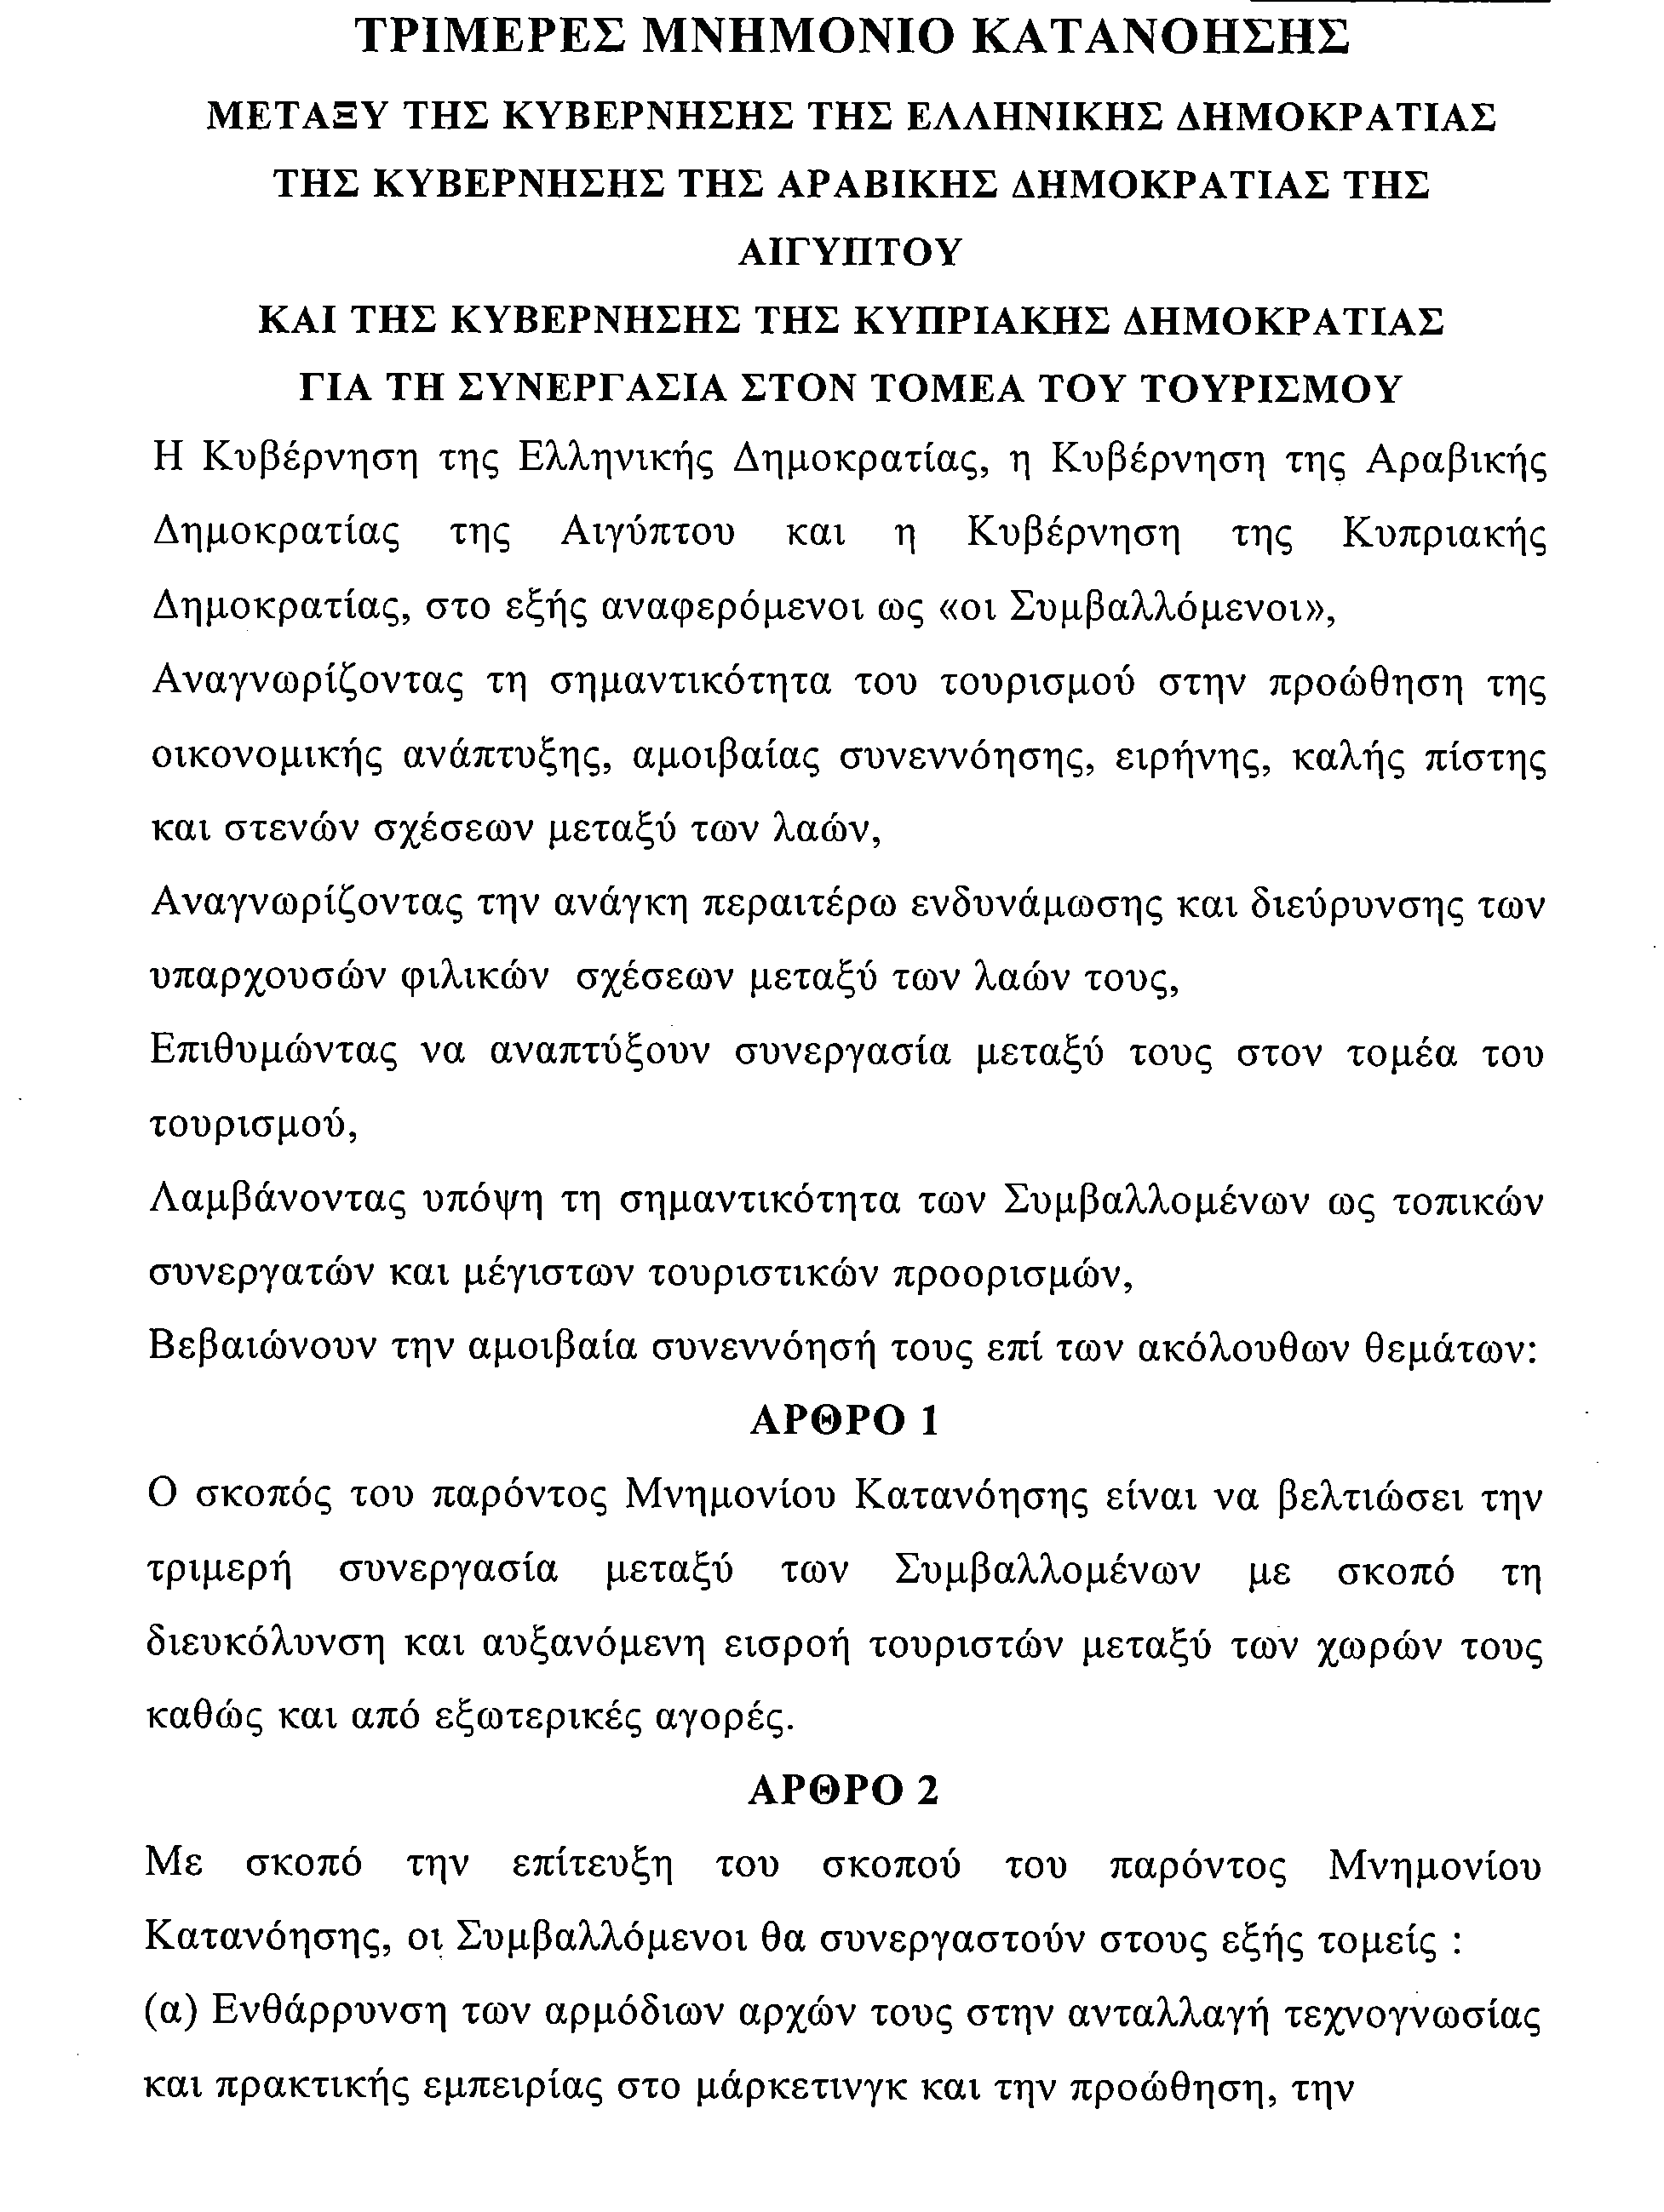 ΤΡΙΜΕΡΕΣ ΜΝΗΜΟΝΙΟ ΚΑΤΑΝΟΗΣΗΣ
ΜΕΤΑΞΥ ΤΗΣ ΚΥΒΕΡΝΗΣΗΣ ΤΗΣ ΕΛΛΗΝΙΚΗΣ ΔΗΜΟΚΡΑΤΙΑΣ
ΤΗΣ ΚΥΒΕΡΝΗΣΗΣ ΤΗΣ ΑΡΑΒΙΚΗΣ ΔΗΜΟΚΡΑΤΙΑΣ ΤΗΣ
ΑΙΓΥΠΤΟΥ
ΚΑΙ ΤΗΣ ΚΥΒΕΡΝΗΣΗΣ ΤΗΣ ΚΥΠΡΙΑΚΗΣ ΔΗΜΟΚΡΑΤΙΑΣ
ΓΙΑ ΤΗ ΣΥΝΕΡΓΑΣΙΑ ΣΤΟΝ ΤΟΜΕΑ ΤΟΥ ΤΟΥΡΙΣΜΟΥ
Η Κυβέρνηση της Ελληνικής Δημοκρατίας, η Κυβέρνηση της Αραβικής
Δημοκρατίας της Αιγύπτου και η Κυβέρνηση της Κυπριακής
Δημοκρατίας, στο εξής αναφερόμενοι ως «οι Συμβαλλόμενοι»,
Αναγνωρίζοντας τη σημαντικότητα του τουρισμού στην προώθηση της
οικονομικής ανάπτυξης, αμοιβαίας συνεννόησης, ειρήνης, καλής πίστης
και στενών σχέσεων μεταξύ των λαών,
Αναγνωρίζοντας την ανάγκη περαιτέρω ενδυνάμωσης και διεύρυνσης των
υπαρχουσών φιλικών σχέσεων μεταξύ των λαών τους,
Επιθυμώντας να αναπτύξουν συνεργασία μεταξύ τους στον τομέα του
τουρισμού,
Λαμβάνοντας υπόψη τη σημαντικότητα των Συμβαλλομένων ως τοπικών
συνεργατών και μέγιστων τουριστικών προορισμών,
Βεβαιώνουν την αμοιβαία συνεννόησή τους επί των ακόλουθων θεμάτων:
ΑΡΘΡΟ 1
Ο σκοπός του παρόντος Μνημονίου Κατανόησης είναι να βελτιώσει την
τριμερή συνεργασία μεταξύ των Συμβαλλομένων με σκοπό τη
διευκόλυνση και αυξανόμενη εισροή τουριστών μεταξύ των χωρών τους
καθώς και από εξωτερικές αγορές.
ΑΡΘΡΟ 2
Με σκοπό την επίτευξη του σκοπού του παρόντος Μνημονίου
Κατανόησης, οι Συμβαλλόμενοι θα συνεργαστούν στους εξής τομείς :
(α) Ενθάρρυνση των αρμόδιων αρχών τους στην ανταλλαγή τεχνογνωσίας
και πρακτικής εμπειρίας στο μάρκετινγκ και την προώθηση, την